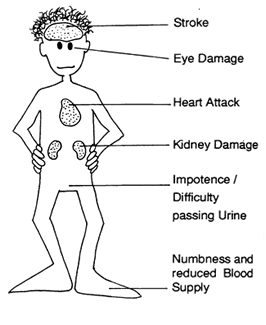 Stroke
Eye Damage
Heart Attack
Kidney Damage
Impotence /
Difficulty
passing Urine
Numbness and
reduced Blood
Supply